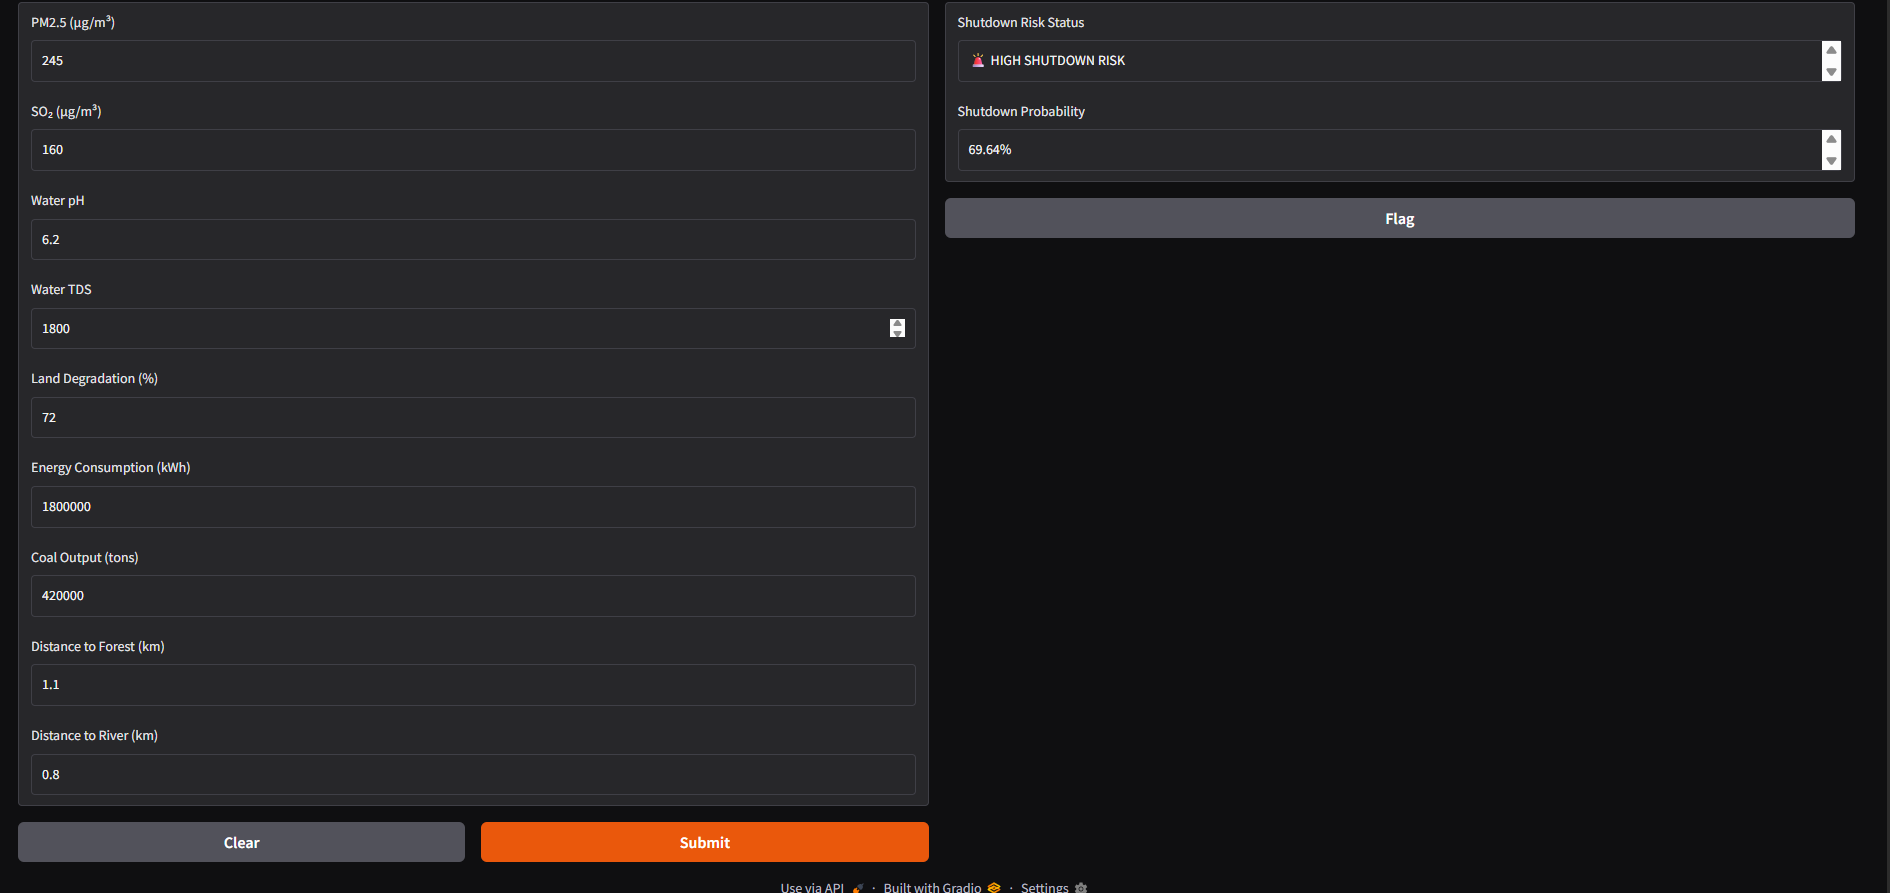 PM2.5 (µg/m³)
245
SO₂ (µg/m³)
160
Water pH
6.2
Water TDS
1800
Land Degradation (%)
72
Energy Consumption (kWh)
1800000
Coal Output (tons)
420000
Distance to Forest (km)
1.1
Distance to River (km)
0.8
Clear
Submit
Shutdown Risk Status
🚨 HIGH SHUTDOWN RISK
Shutdown Probability
69.64%
Flag
Use via API · Built with Gradio · Settings